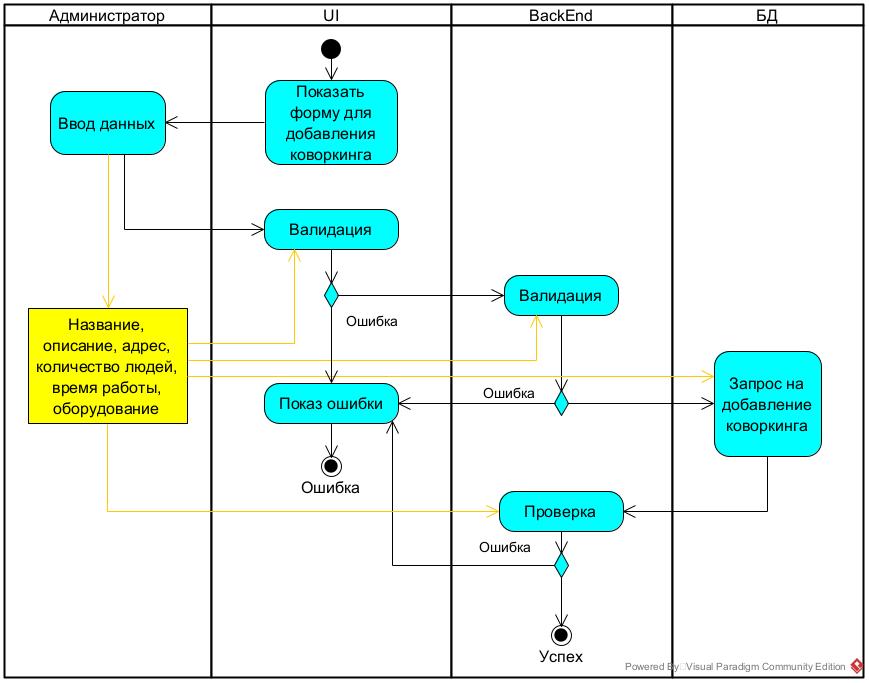 Администратор
UI
BackEnd
БД
Показать
форму для
добавления
коворкинга
Ввод данных
Валидация
Валидация
Ошибка
Название,
описание, адрес,
количество людей,
время работы,
оборудование
Показ ошибки
Ошибка
Запрос на
добавление
коворкинга
Ошибка
Проверка
Ошибка
Успех
Powered By Visual Paradigm Community Edition